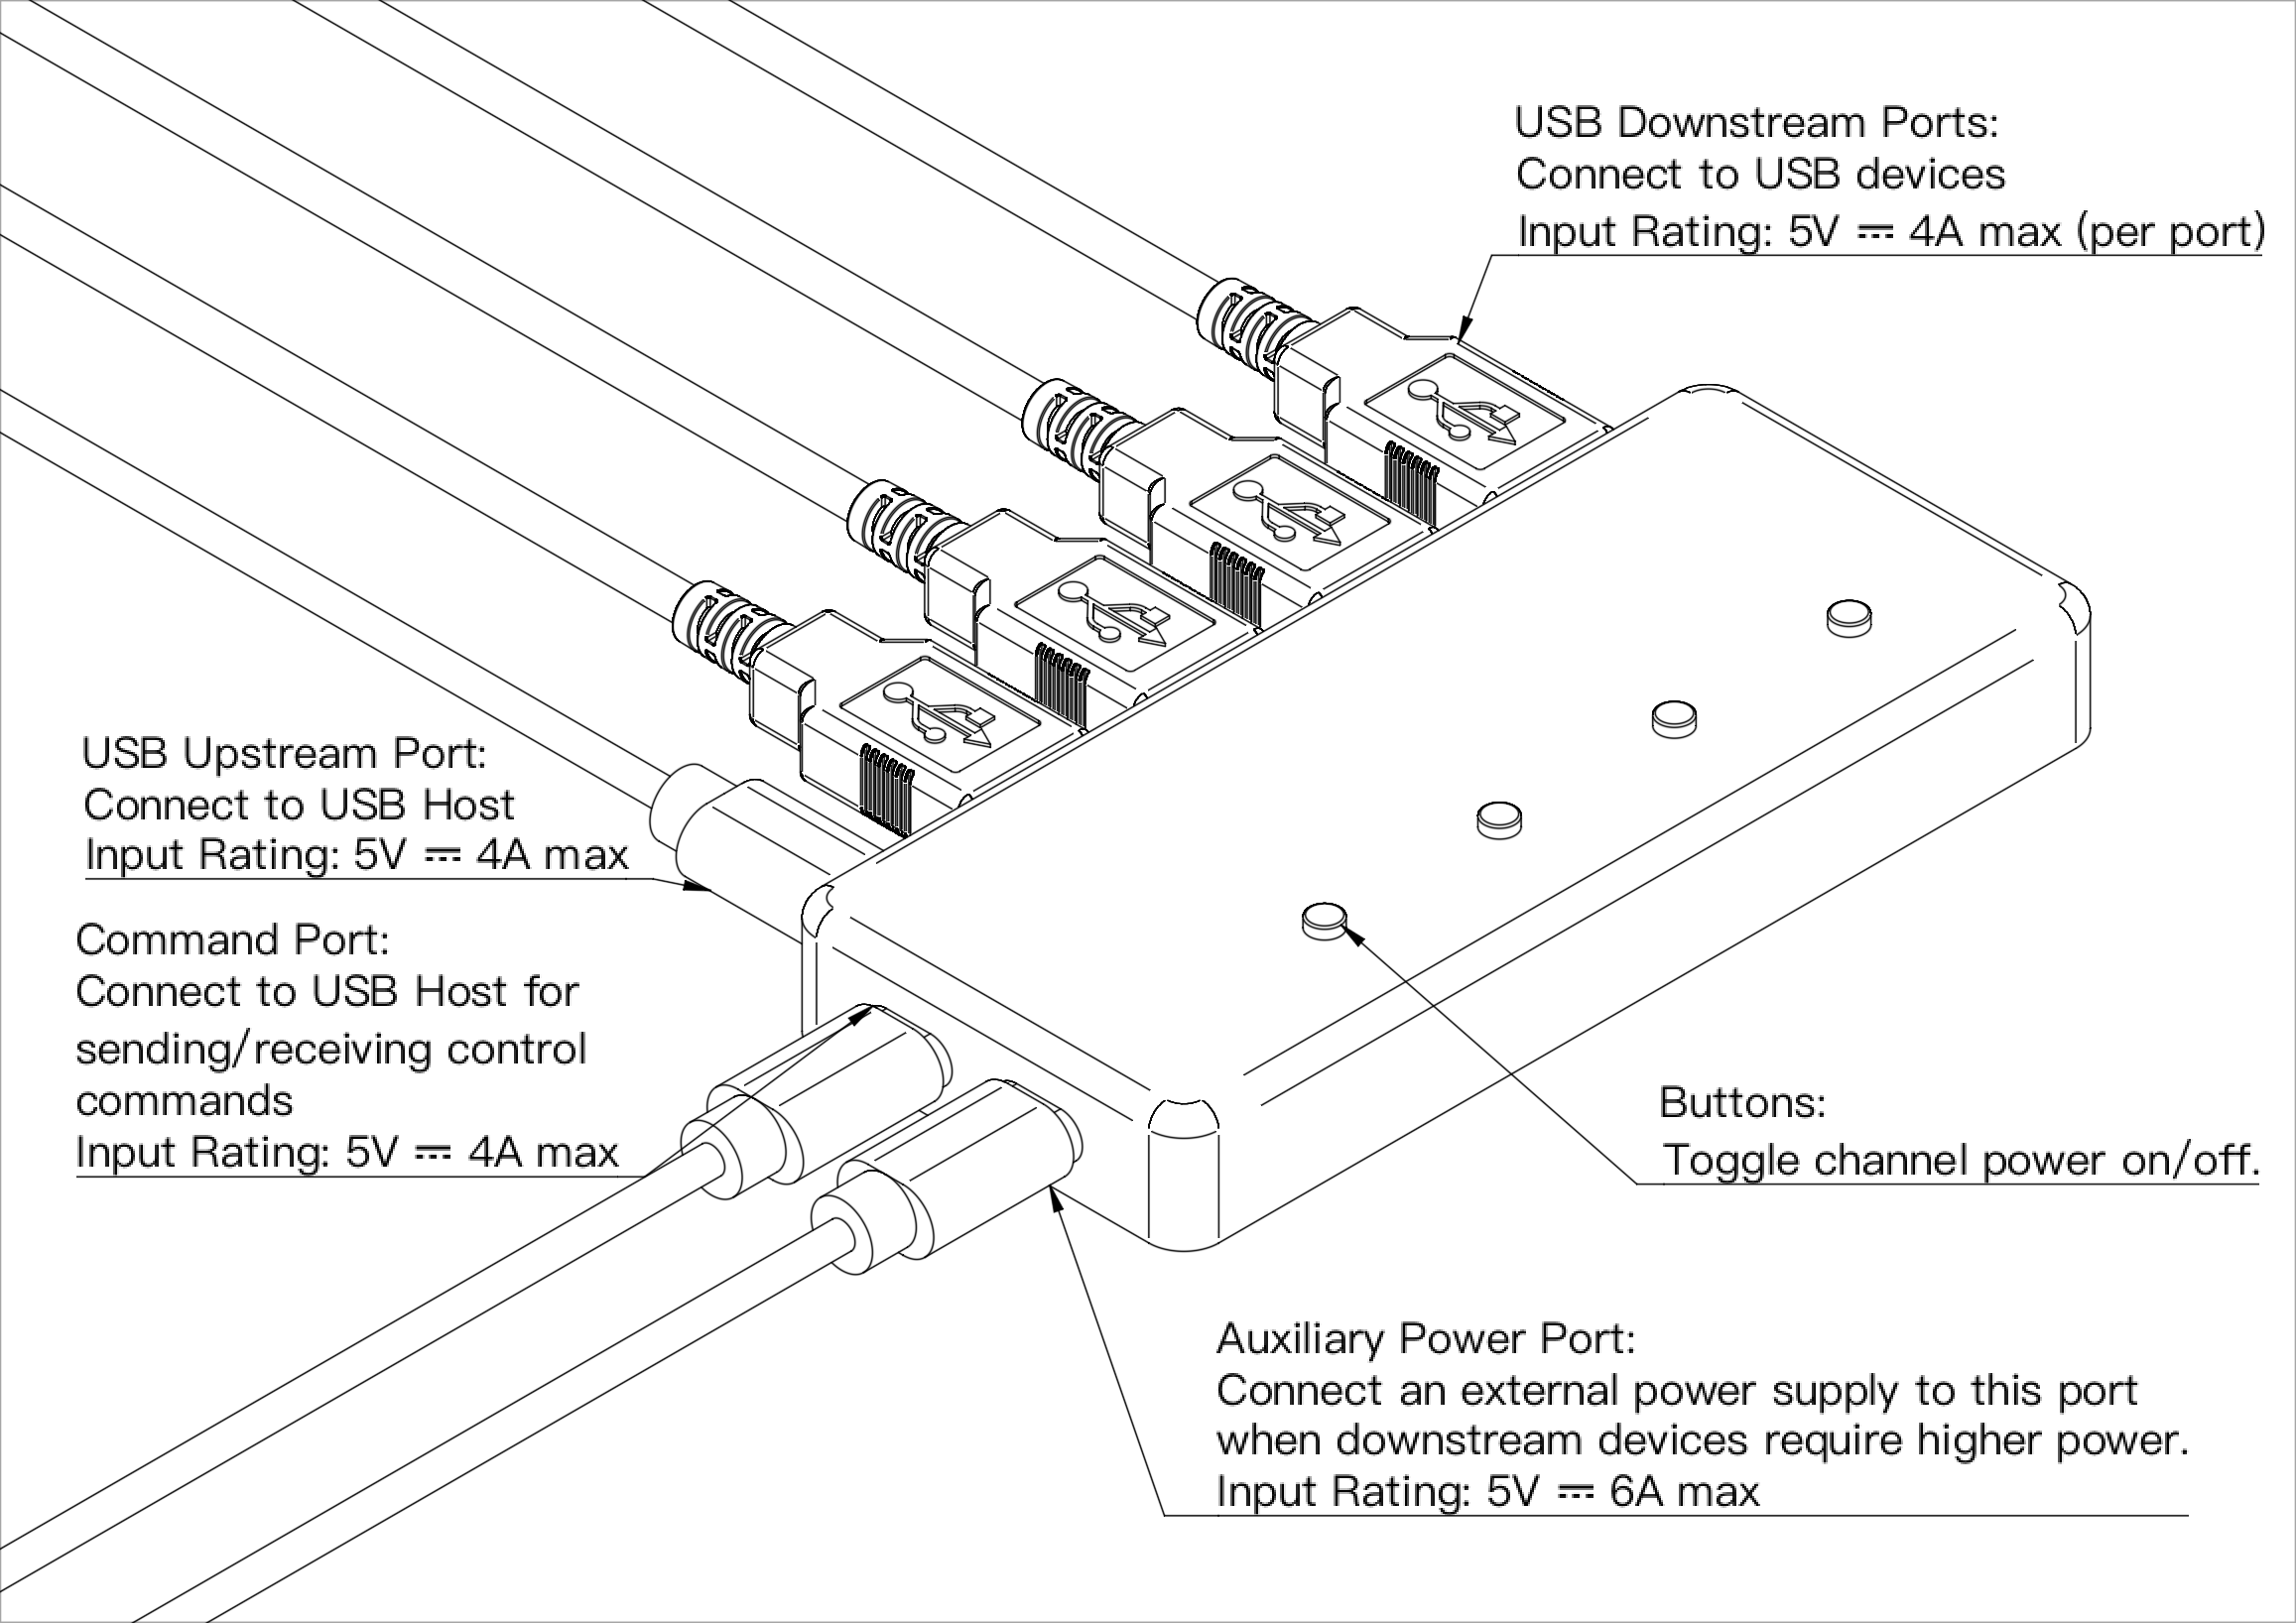 USB Downstream Ports:
Connect to USB devices
Input Rating: 5V ⎓ 4A max (per port)
USB Upstream Port:
Connect to USB Host
Input Rating: 5V ⎓ 4A max
Command Port:
Connect to USB Host for
sending/receiving control
commands
Input Rating: 5V ⎓ 4A max
Buttons:
Toggle channel power on/off.
Auxiliary Power Port:
Connect an external power supply to this port
when downstream devices require higher power.
Input Rating: 5V ⎓ 6A max